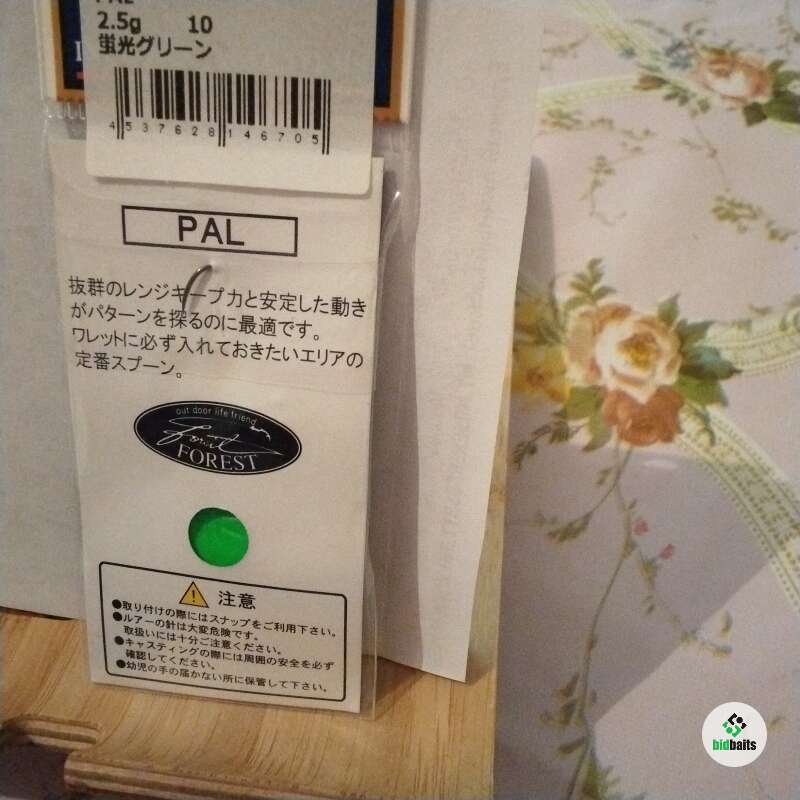 PAL
2.5g 10
蛍光グリーン
4537628146705
PAL
抜群のレンジキープ力と安定した動き
がパターンを探るのに最適です。
ワレットに必ず入れておきたいエリアの
定番スプーン。
out door life friend
forest
FOREST
注意
●取り付けの際にはスナップをご利用下さい。
●ルアーの針は大変危険です。
取扱いには十分ご注意ください。
●キャスティングの際には周囲の安全を必ず
確認してください。
●幼児の手の届かない所に保管して下さい。
bidbaits